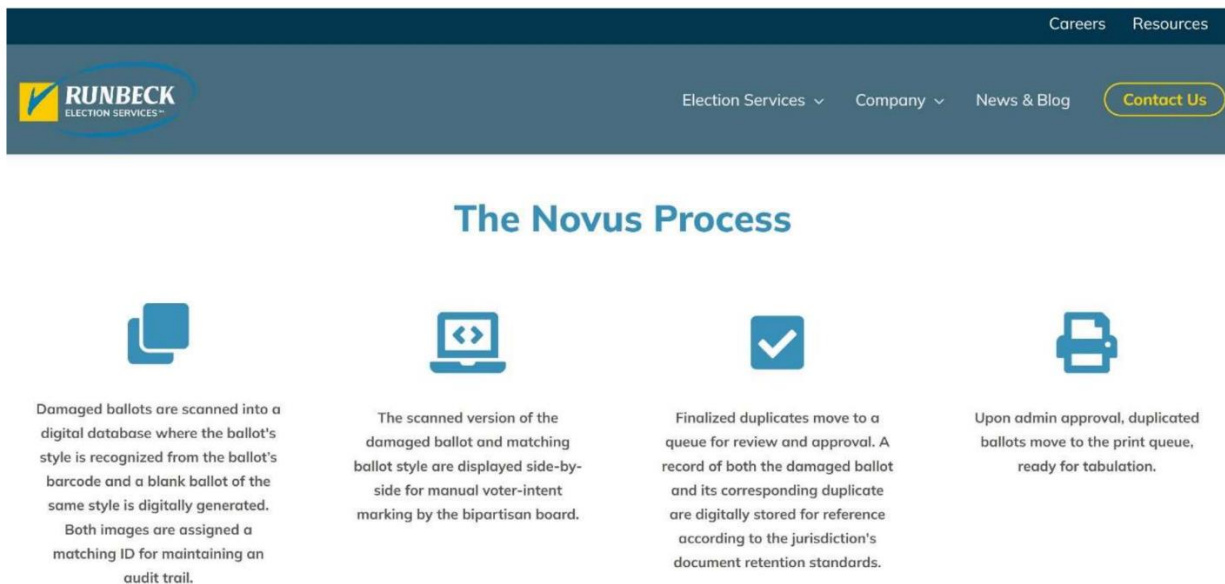 Careers Resources
RUNBECK
ELECTION SERVICES
Election Services Company News & Blog Contact Us
The Novus Process
Damaged ballots are scanned into a
digital database where the ballot's
style is recognized from the ballot's
barcode and a blank ballot of the
same style is digitally generated.
Both images are assigned a
matching ID for maintaining an
audit trail.
The scanned version of the
damaged ballot and matching
ballot style are displayed side-by-
side for manual voter-intent
marking by the bipartisan board.
Finalized duplicates move to a
queue for review and approval. A
record of both the damaged ballot
and its corresponding duplicate
are digitally stored for reference
according to the jurisdiction's
document retention standards.
Upon admin approval, duplicated
ballots move to the print queue,
ready for tabulation.